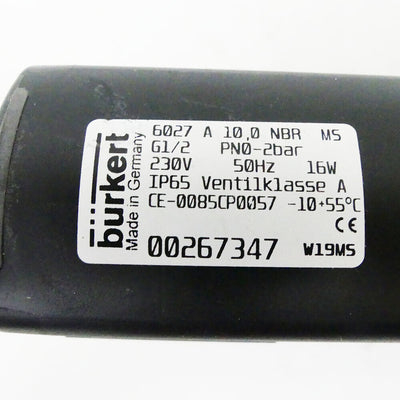 burkert
Made in Germany
6027 A 10,0 NBR MS
G1/2 PN0-2bar
230V 50Hz 16W
IP65 Ventilklasse A
CE-0085CP0057 -10+55°C
CE
00267347 W19MS